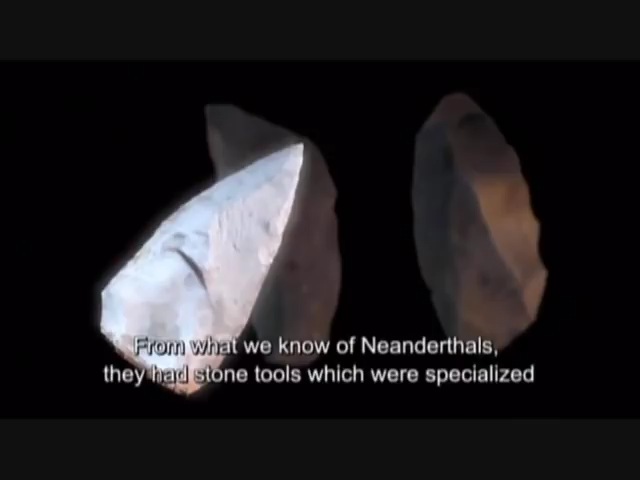 From what we know of Neanderthals,
they had stone tools which were specialized